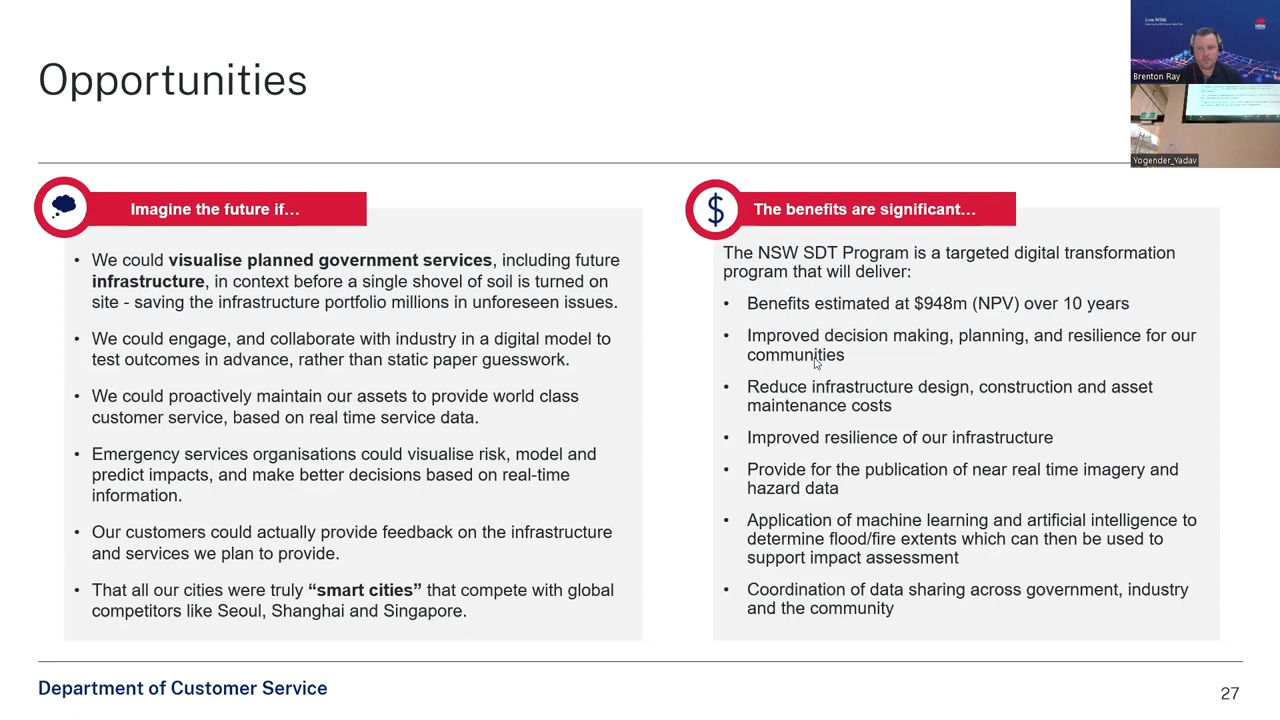 Opportunities
Live NSW
NSW
Brenton Ray
Yogender_Yadav
Imagine the future if…
• We could visualise planned government services, including future
infrastructure, in context before a single shovel of soil is turned on
site - saving the infrastructure portfolio millions in unforeseen issues.
• We could engage, and collaborate with industry in a digital model to
test outcomes in advance, rather than static paper guesswork.
• We could proactively maintain our assets to provide world class
customer service, based on real time service data.
• Emergency services organisations could visualise risk, model and
predict impacts, and make better decisions based on real-time
information.
• Our customers could actually provide feedback on the infrastructure
and services we plan to provide.
• That all our cities were truly “smart cities” that compete with global
competitors like Seoul, Shanghai and Singapore.
$
The benefits are significant…
The NSW SDT Program is a targeted digital transformation
program that will deliver:
• Benefits estimated at $948m (NPV) over 10 years
• Improved decision making, planning, and resilience for our
communities
• Reduce infrastructure design, construction and asset
maintenance costs
• Improved resilience of our infrastructure
• Provide for the publication of near real time imagery and
hazard data
• Application of machine learning and artificial intelligence to
determine flood/fire extents which can then be used to
support impact assessment
• Coordination of data sharing across government, industry
and the community
Department of Customer Service
27